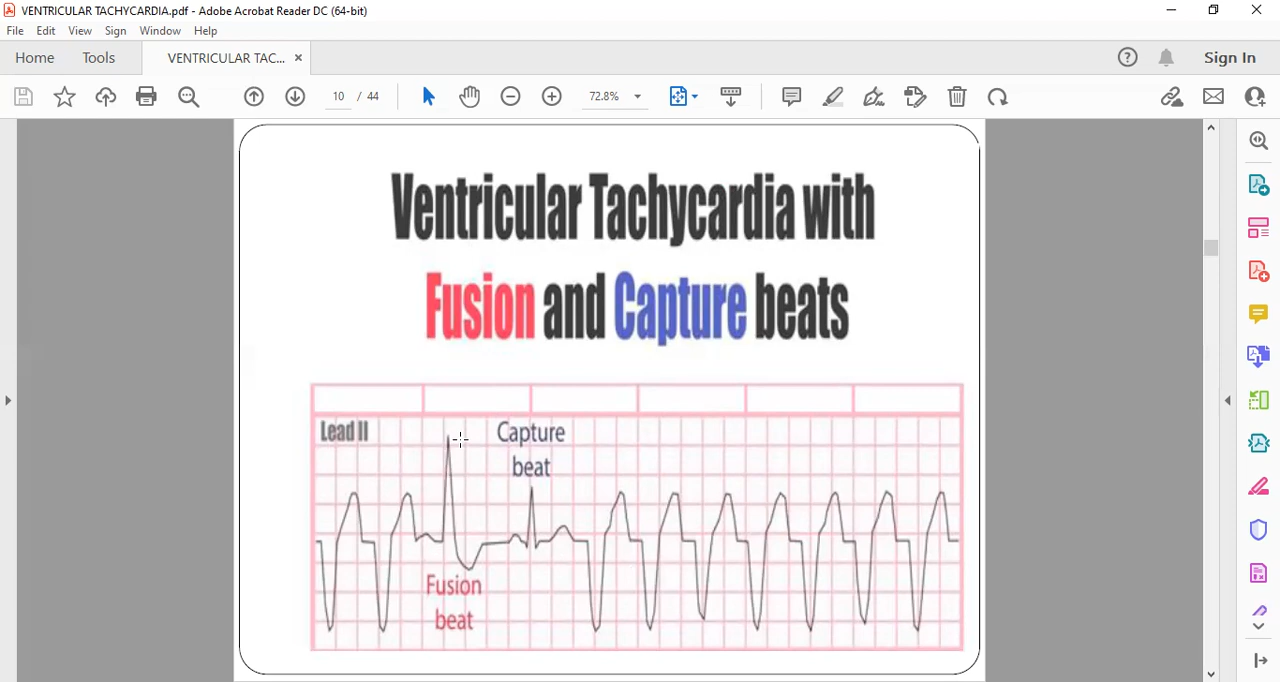 VENTRICULAR TACHYCARDIA.pdf - Adobe Acrobat Reader DC (64-bit)
File Edit View Sign Window Help
Home Tools VENTRICULAR TAC... × Sign In
10 / 44 72.8%
Ventricular Tachycardia with
Fusion and Capture beats
Lead II
Capture
beat
Fusion
beat